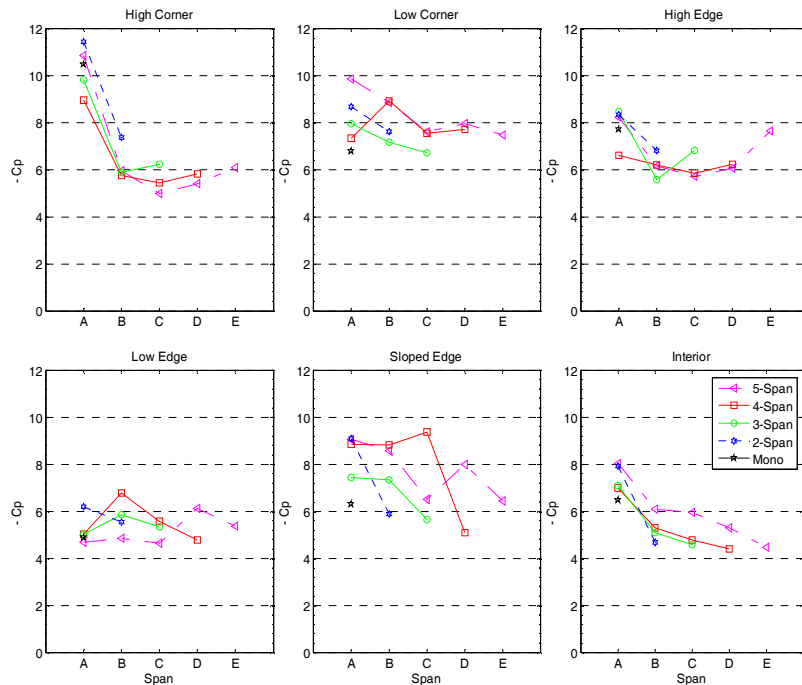 High Corner
Low Corner
High Edge
12
10
8
6
4
2
0
- Cp
A B C D E
12
10
8
6
4
2
0
- Cp
A B C D E
12
10
8
6
4
2
0
- Cp
A B C D E
Low Edge
Sloped Edge
Interior
12
10
8
6
4
2
0
- Cp
A B C D E
Span
12
10
8
6
4
2
0
- Cp
A B C D E
Span
12
10
8
6
4
2
0
- Cp
A B C D E
Span
5-Span
4-Span
3-Span
2-Span
Mono